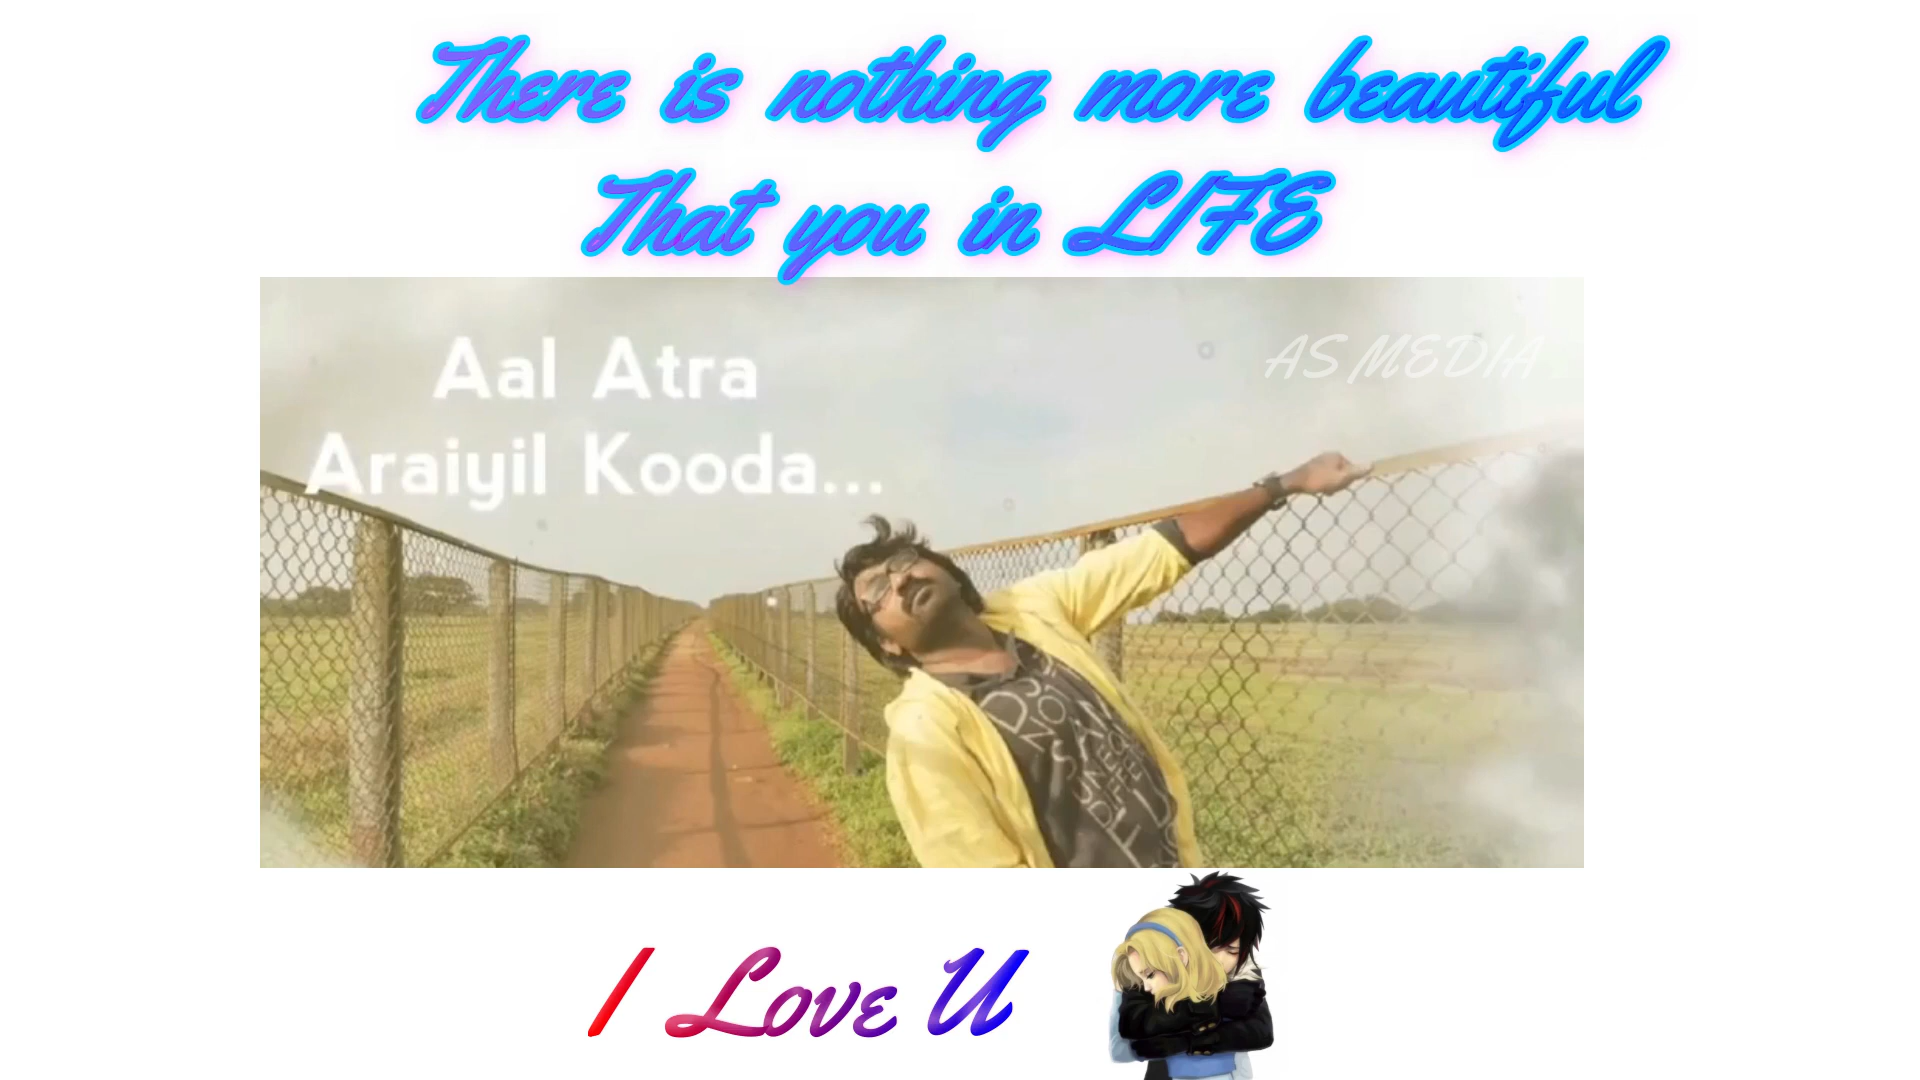 There is nothing more beautiful
That you in LIFE
Aal Atra
AS MEDIA
Araiyil Kooda...
I Love U